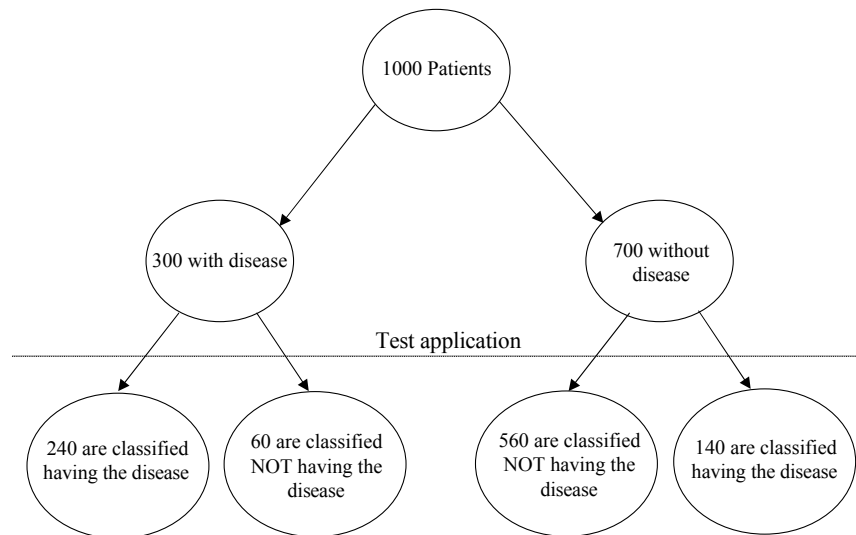 1000 Patients
300 with disease
700 without
disease
Test application
240 are classified
having the disease
60 are classified
NOT having the
disease
560 are classified
NOT having the
disease
140 are classified
having the disease